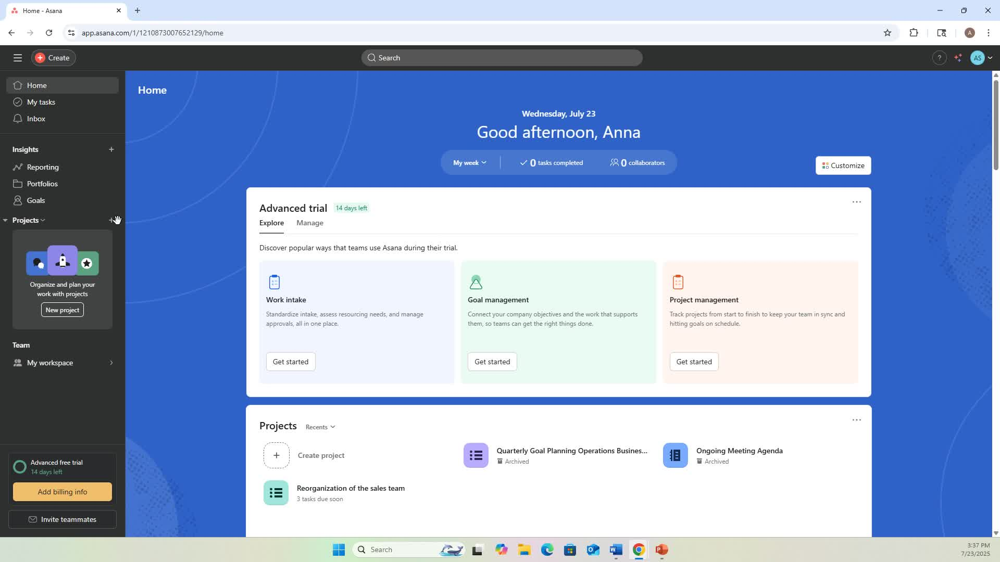 Home - Asana
app.asana.com/1/1210873007652129/home
A
Create
Search
?
AS
Home
My tasks
Inbox
Insights
Reporting
Portfolios
Goals
Projects
Organize and plan your
work with projects
New project
Team
My workspace
Advanced free trial
14 days left
Add billing info
Invite teammates
Home
Wednesday, July 23
Good afternoon, Anna
My week
0 tasks completed
0 collaborators
Customize
Advanced trial 14 days left
Explore Manage
Discover popular ways that teams use Asana during their trial.
Work intake
Standardize intake, assess resourcing needs, and manage
approvals, all in one place.
Get started
Goal management
Connect your company objectives and the work that supports
them, so teams can get the right things done.
Get started
Project management
Track projects from start to finish to keep your team in sync and
hitting goals on schedule.
Get started
Projects Recents
Create project
Quarterly Goal Planning Operations Busines...
Archived
Ongoing Meeting Agenda
Archived
Reorganization of the sales team
3 tasks due soon
Search
3:37 PM
7/23/2025